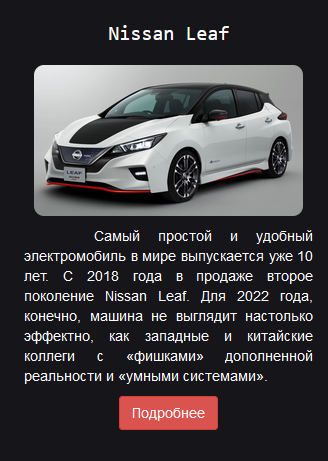 Nissan Leaf
LEAF
Самый простой и удобный
электромобиль в мире выпускается уже 10
лет. С 2018 года в продаже второе
поколение Nissan Leaf. Для 2022 года,
конечно, машина не выглядит настолько
эффектно, как западные и китайские
коллеги с «фишками» дополненной
реальности и «умными системами».
Подробнее